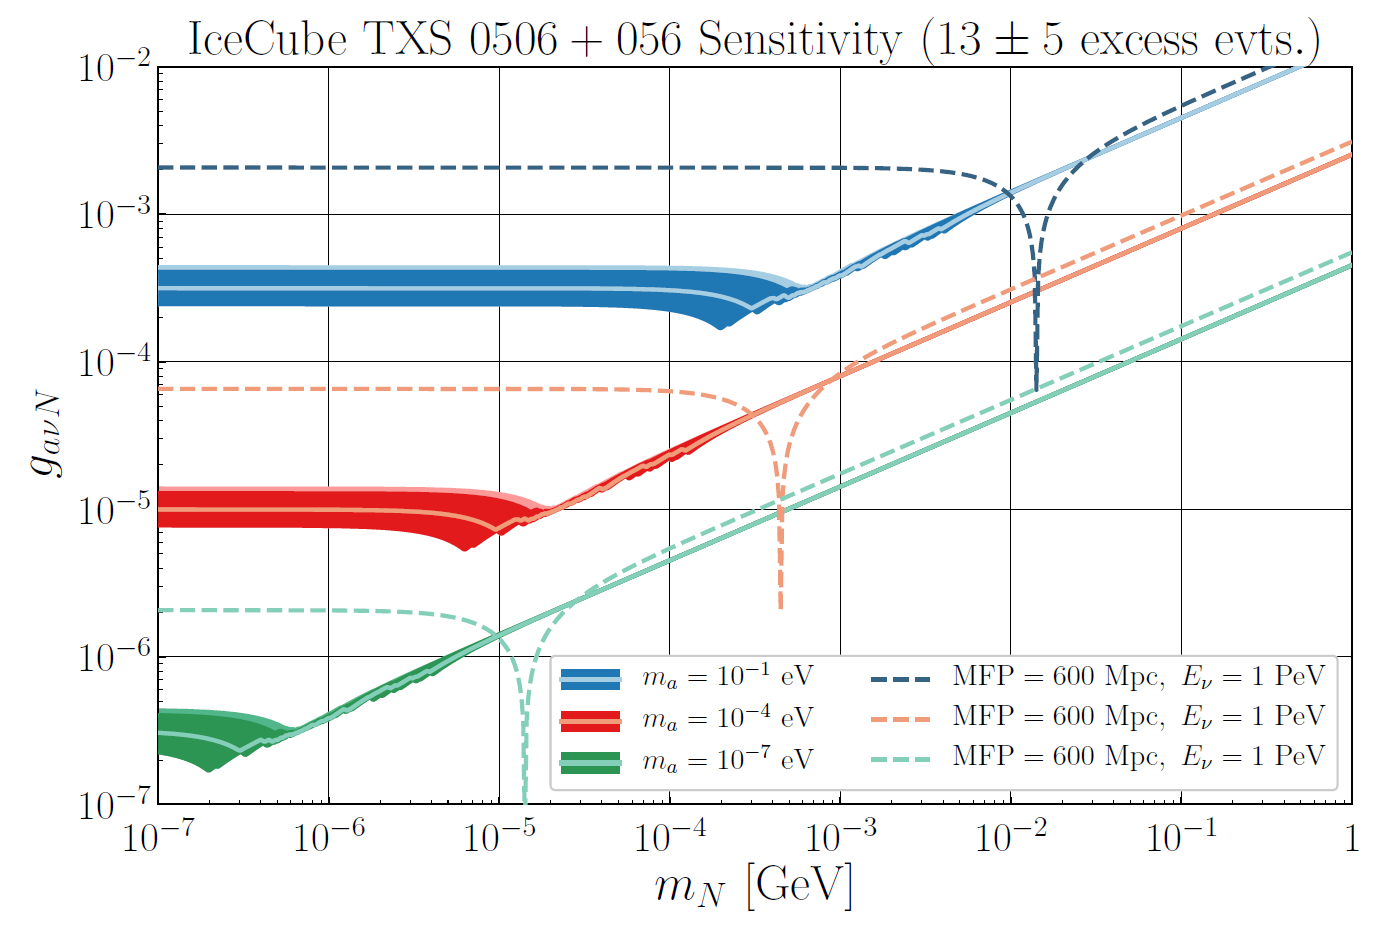 IceCube TXS 0506 + 056 Sensitivity (13 ± 5 excess evts.)
10⁻²
10⁻³
10⁻⁴
10⁻⁵
10⁻⁶
10⁻⁷
g_{aνN}
m_a = 10⁻¹ eV
m_a = 10⁻⁴ eV
m_a = 10⁻⁷ eV
MFP = 600 Mpc, E_ν = 1 PeV
MFP = 600 Mpc, E_ν = 1 PeV
MFP = 600 Mpc, E_ν = 1 PeV
10⁻⁷ 10⁻⁶ 10⁻⁵ 10⁻⁴ 10⁻³ 10⁻² 10⁻¹ 1
m_N [GeV]